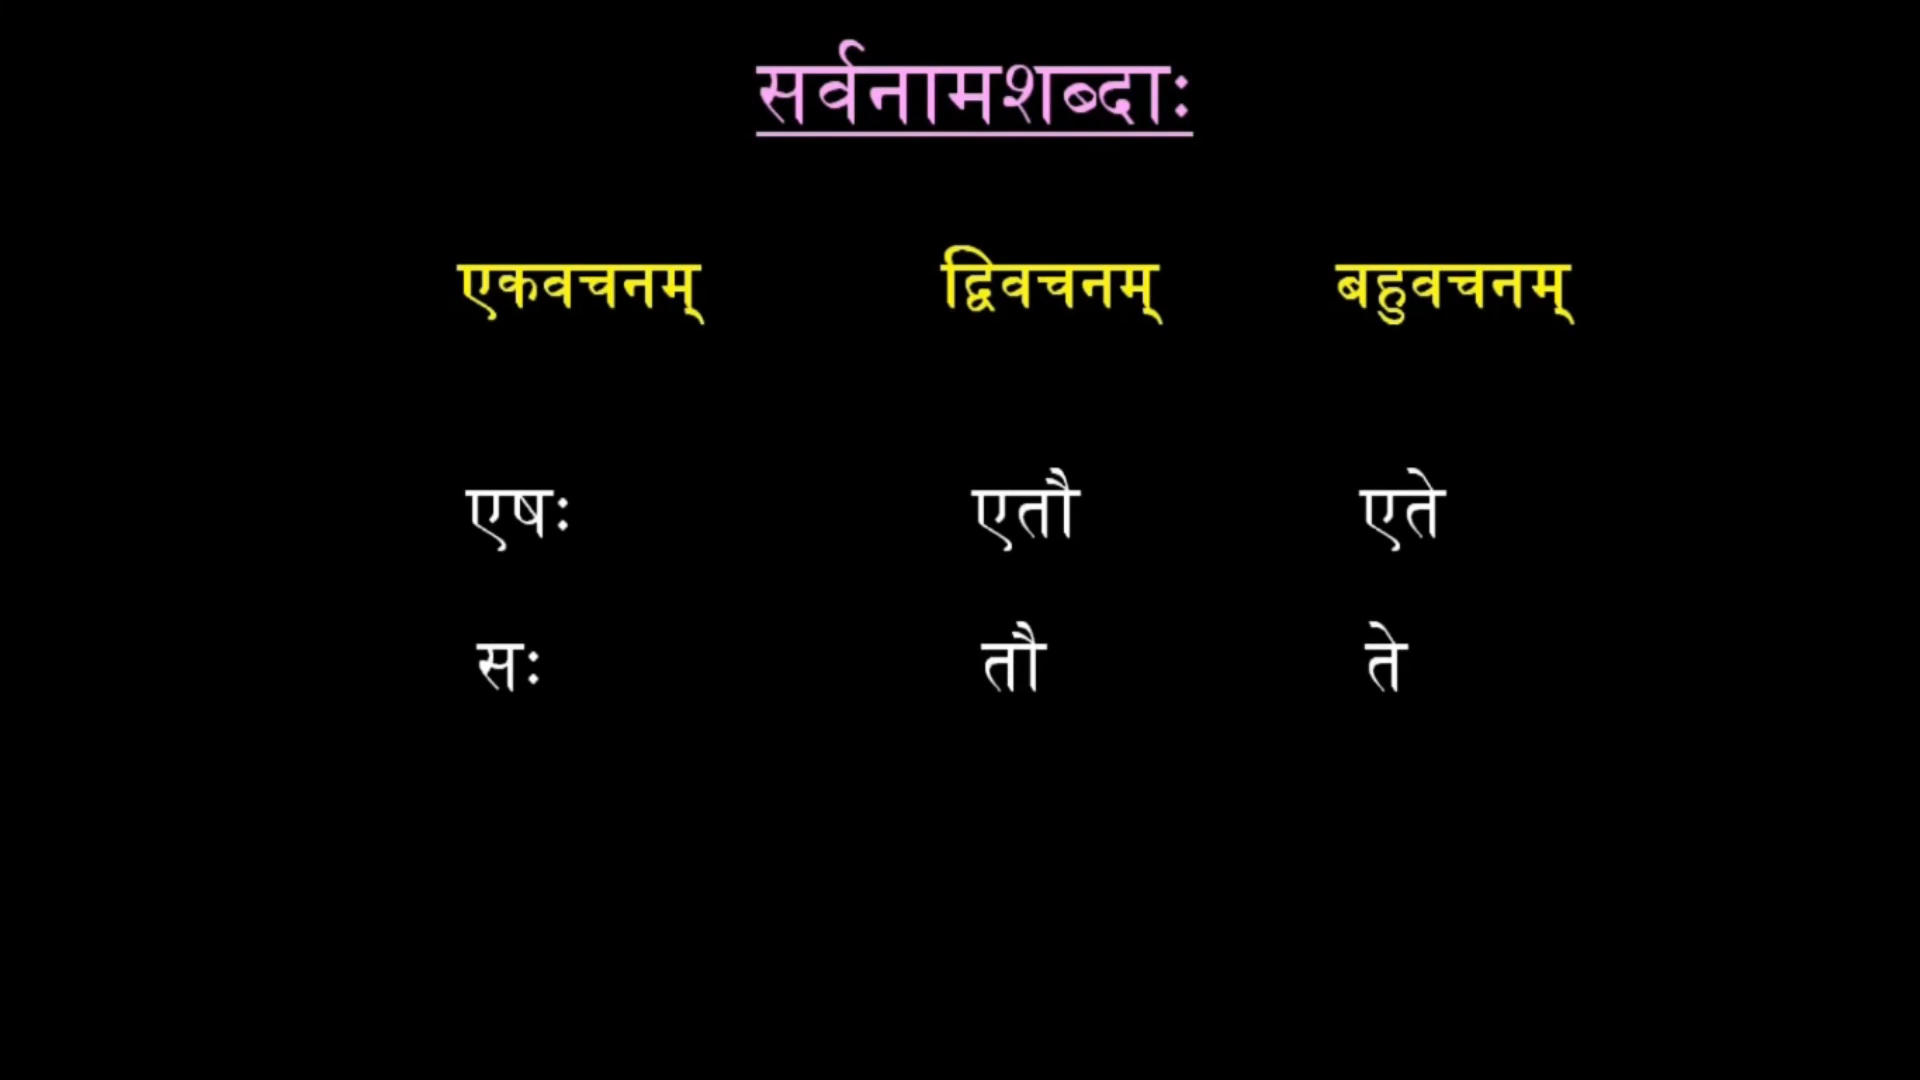 सर्वनामशब्दाः
एकवचनम् द्विवचनम् बहुवचनम्
एषः एतौ एते
सः तौ ते